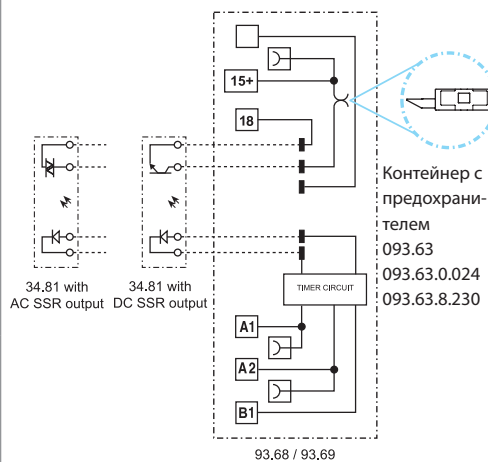 15+
18
Контейнер с
предохрани-
телем
093.63
093.63.0.024
093.63.8.230
34.81 with
AC SSR output
34.81 with
DC SSR output
TIMER CIRCUIT
A1
A2
B1
93.68 / 93.69